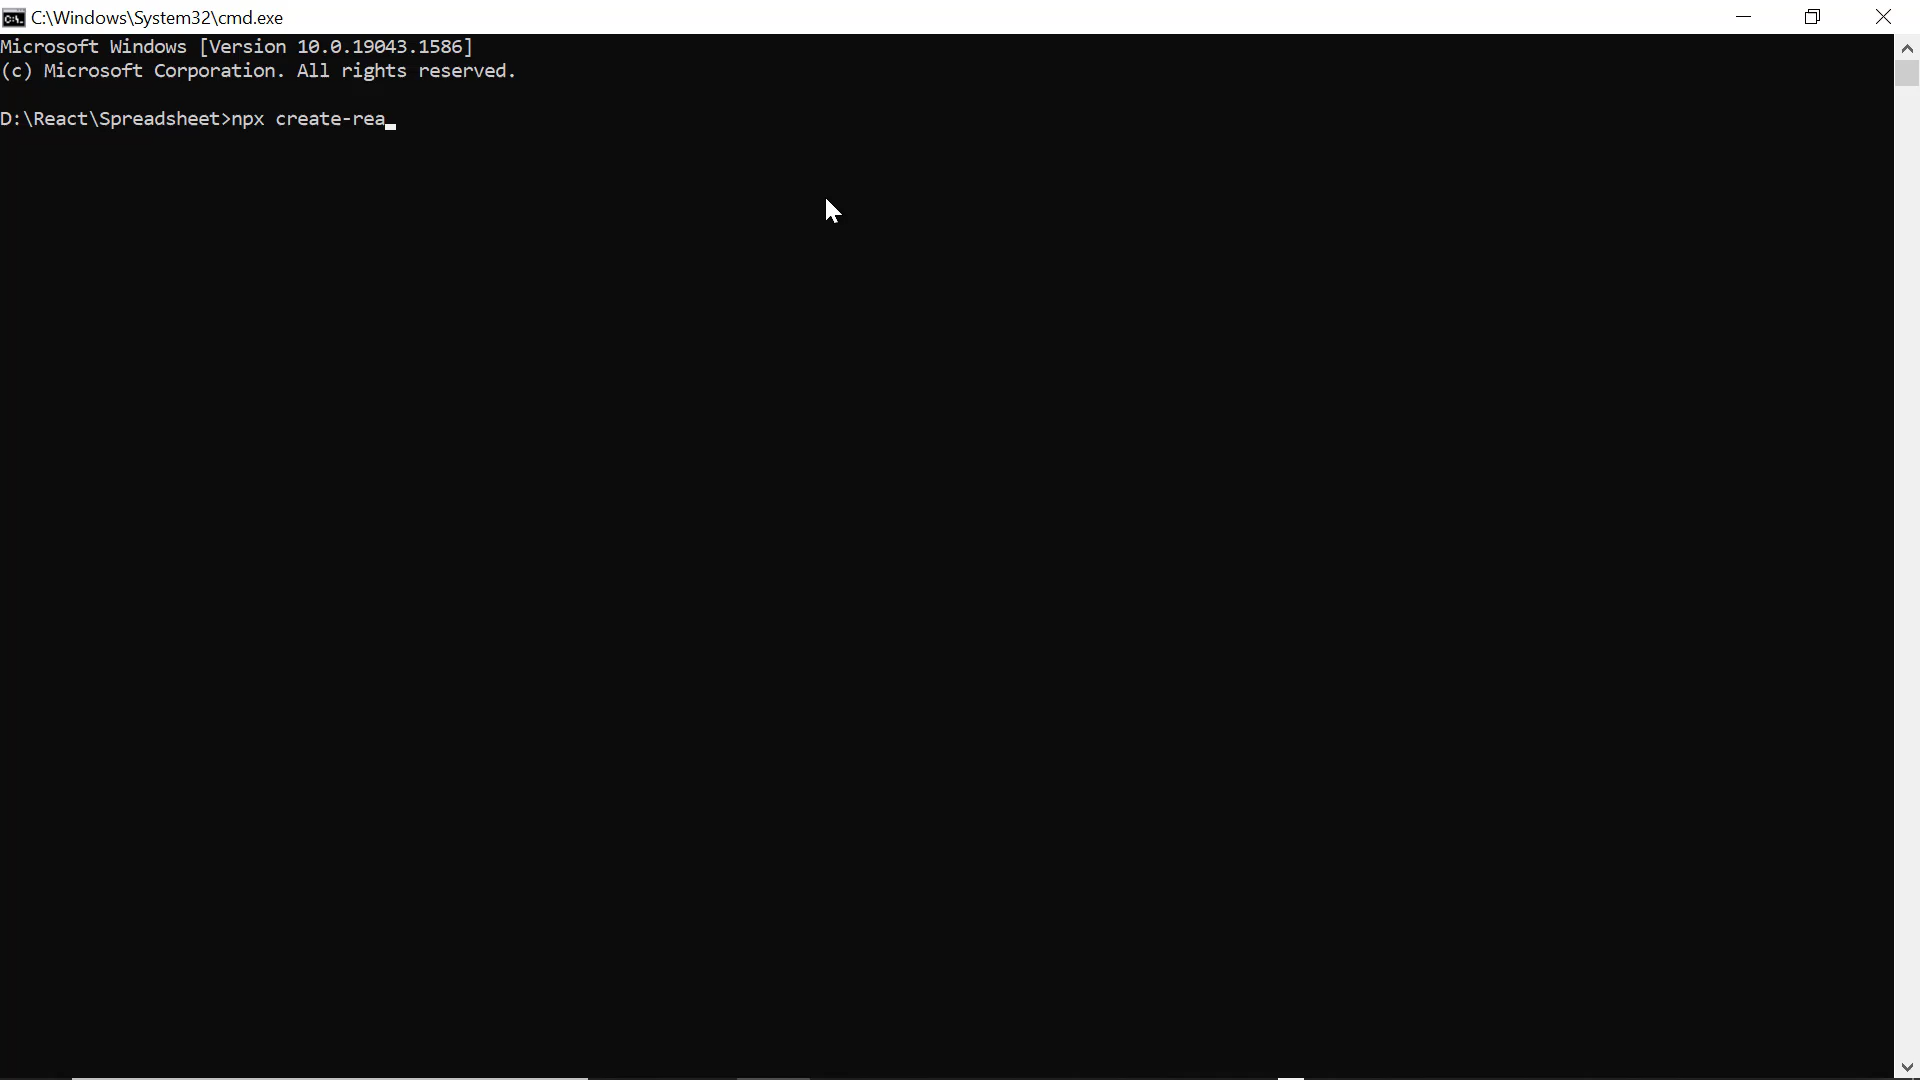 C:\Windows\System32\cmd.exe
Microsoft Windows [Version 10.0.19043.1586]
(c) Microsoft Corporation. All rights reserved.
D:\React\Spreadsheet>npx create-rea